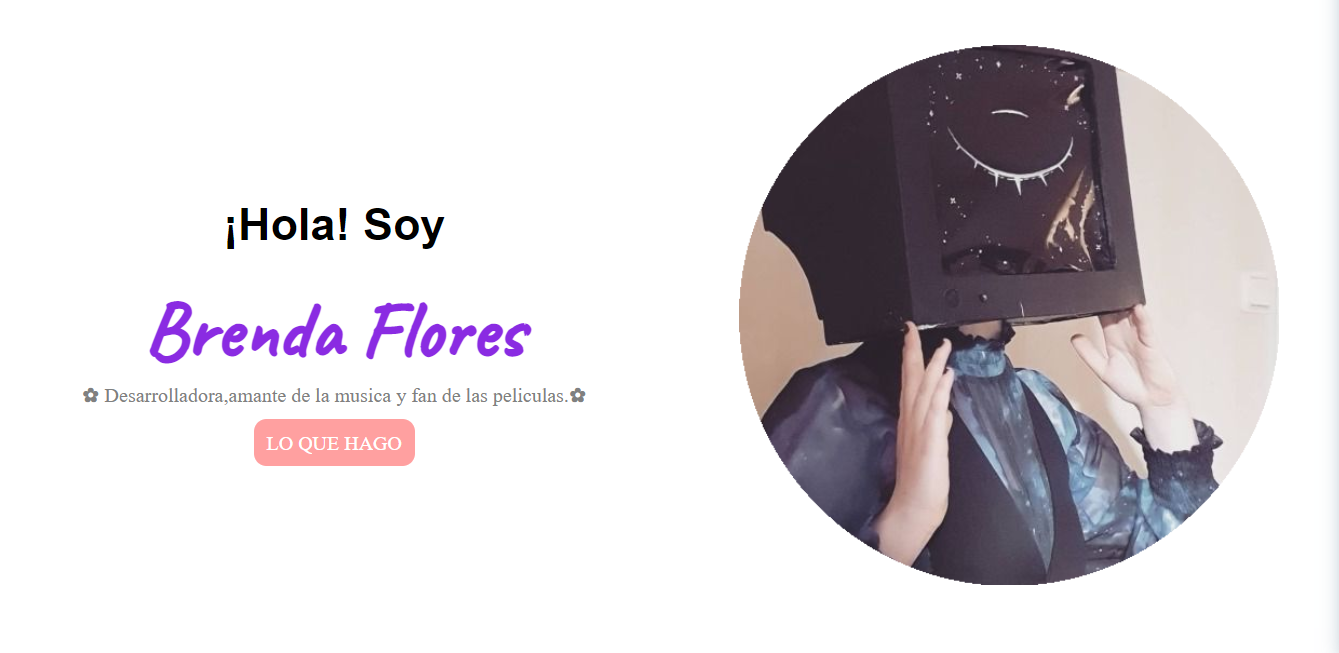 ¡Hola! Soy
Brenda Flores
✿ Desarrolladora,amante de la musica y fan de las peliculas.✿
LO QUE HAGO